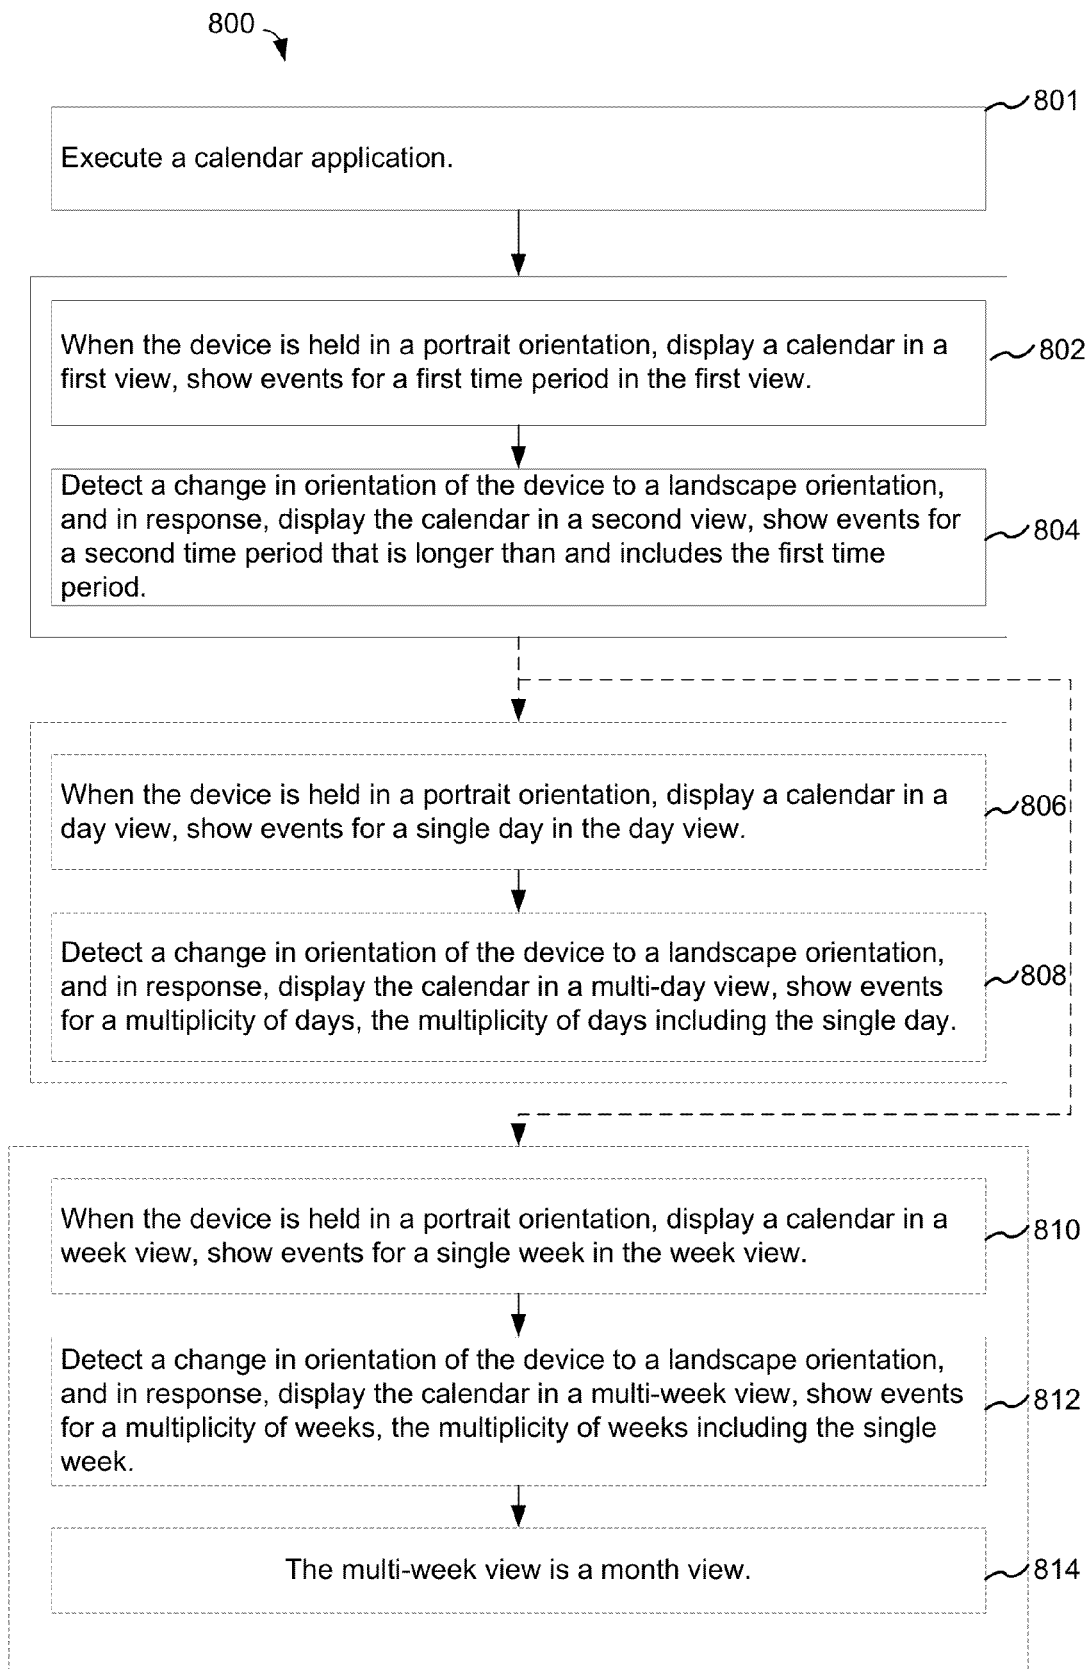 800
801
Execute a calendar application.
When the device is held in a portrait orientation, display a calendar in a
first view, show events for a first time period in the first view.
802
Detect a change in orientation of the device to a landscape orientation,
and in response, display the calendar in a second view, show events for
a second time period that is longer than and includes the first time
period.
804
When the device is held in a portrait orientation, display a calendar in a
day view, show events for a single day in the day view.
806
Detect a change in orientation of the device to a landscape orientation,
and in response, display the calendar in a multi-day view, show events
for a multiplicity of days, the multiplicity of days including the single day.
808
When the device is held in a portrait orientation, display a calendar in a
week view, show events for a single week in the week view.
810
Detect a change in orientation of the device to a landscape orientation,
and in response, display the calendar in a multi-week view, show events
for a multiplicity of weeks, the multiplicity of weeks including the single
week.
812
The multi-week view is a month view.
814